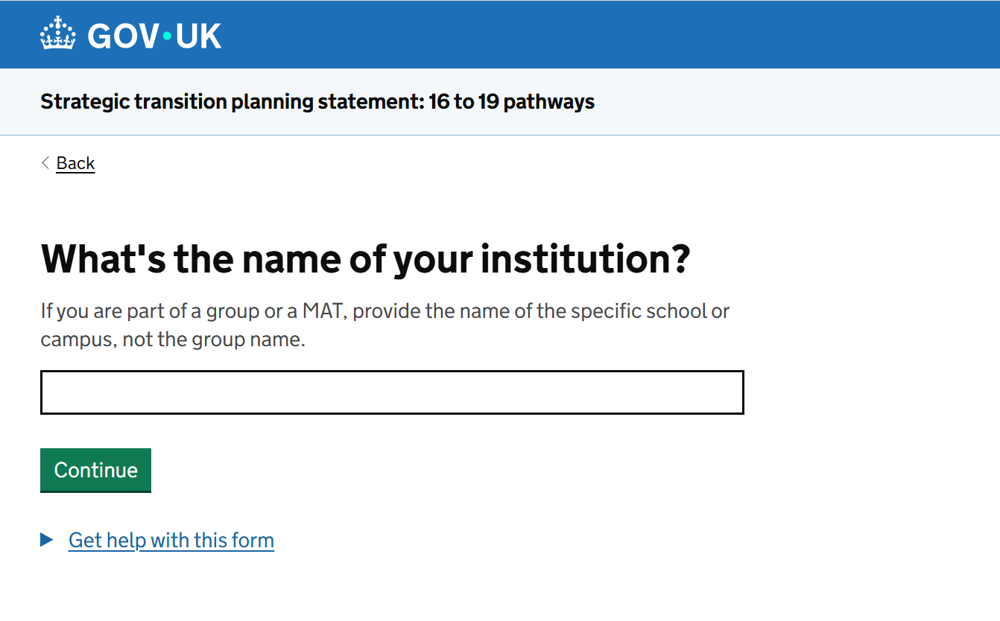 GOV.UK
Strategic transition planning statement: 16 to 19 pathways
Back
What's the name of your institution?
If you are part of a group or a MAT, provide the name of the specific school or
campus, not the group name.
Continue
Get help with this form